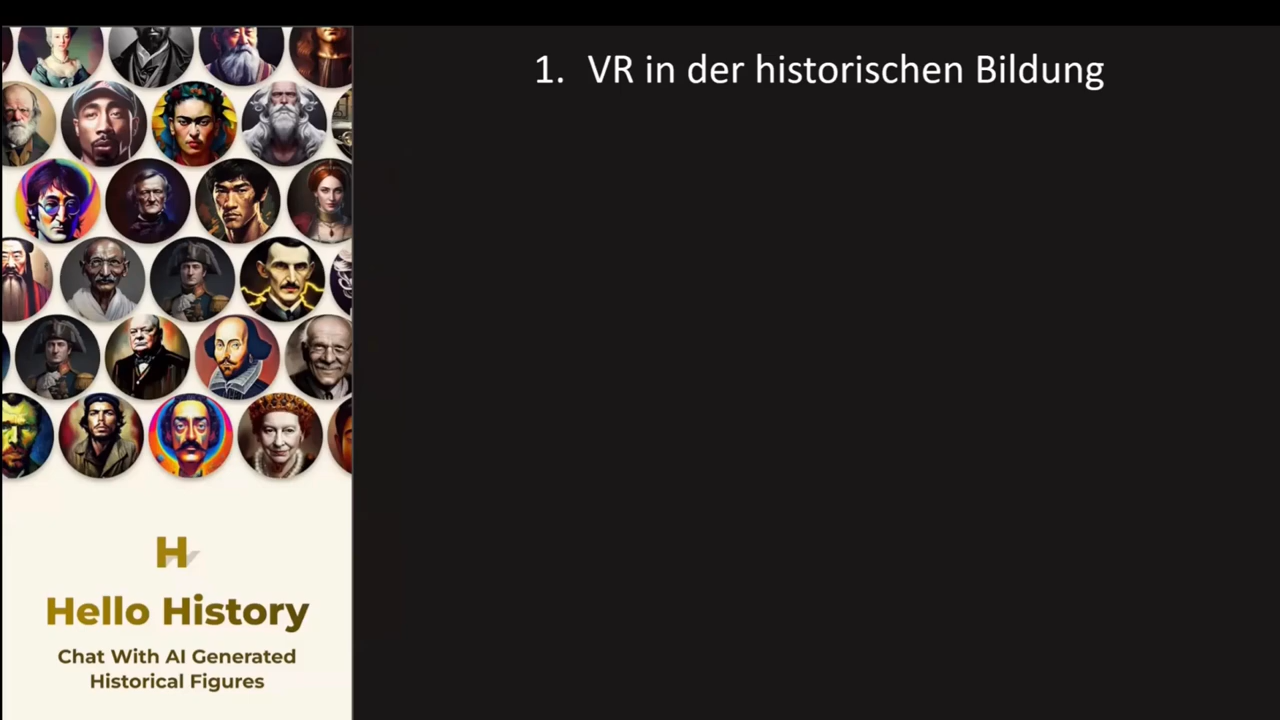 1. VR in der historischen Bildung
H
Hello History
Chat With AI Generated
Historical Figures